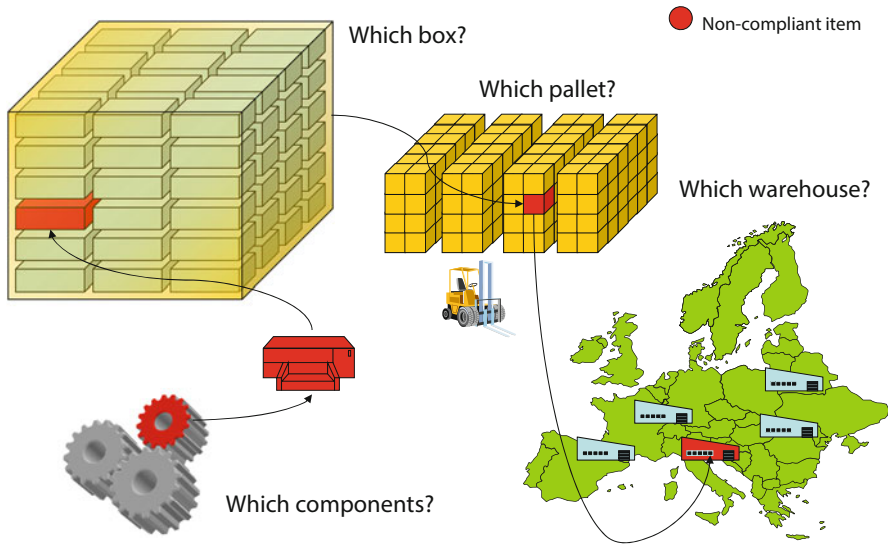 Non-compliant item
Which box?
Which pallet?
Which warehouse?
Which components?